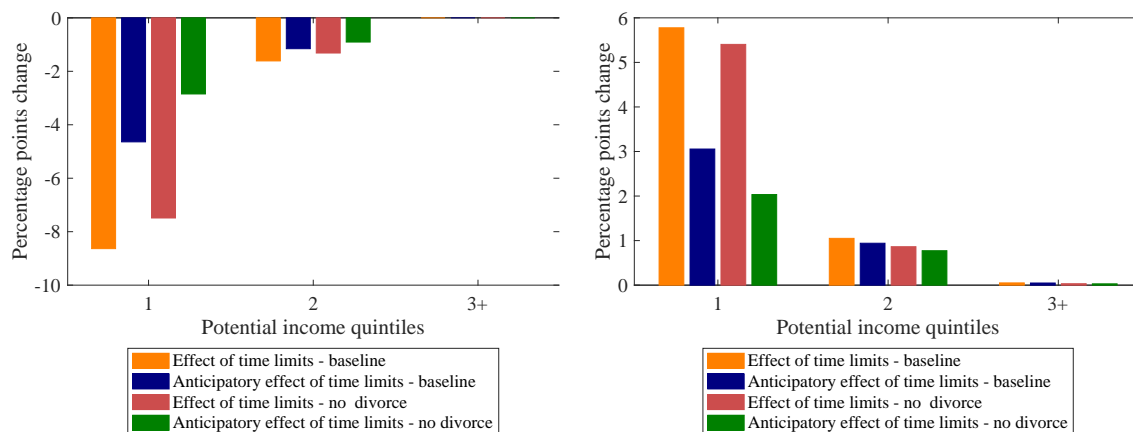 Percentage points change
0
-2
-4
-6
-8
-10
1 2 3+
Potential income quintiles
Effect of time limits - baseline
Anticipatory effect of time limits - baseline
Effect of time limits - no divorce
Anticipatory effect of time limits - no divorce
Percentage points change
6
5
4
3
2
1
0
1 2 3+
Potential income quintiles
Effect of time limits - baseline
Anticipatory effect of time limits - baseline
Effect of time limits - no divorce
Anticipatory effect of time limits - no divorce